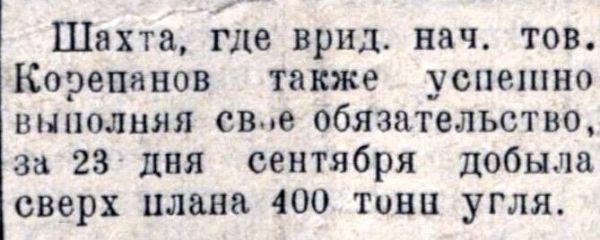 Шахта, где врид. нач. тов.
Корепанов также успешно
выполняя свое обязательство,
за 23 дня сентября добыла
сверх плана 400 тонн угля.